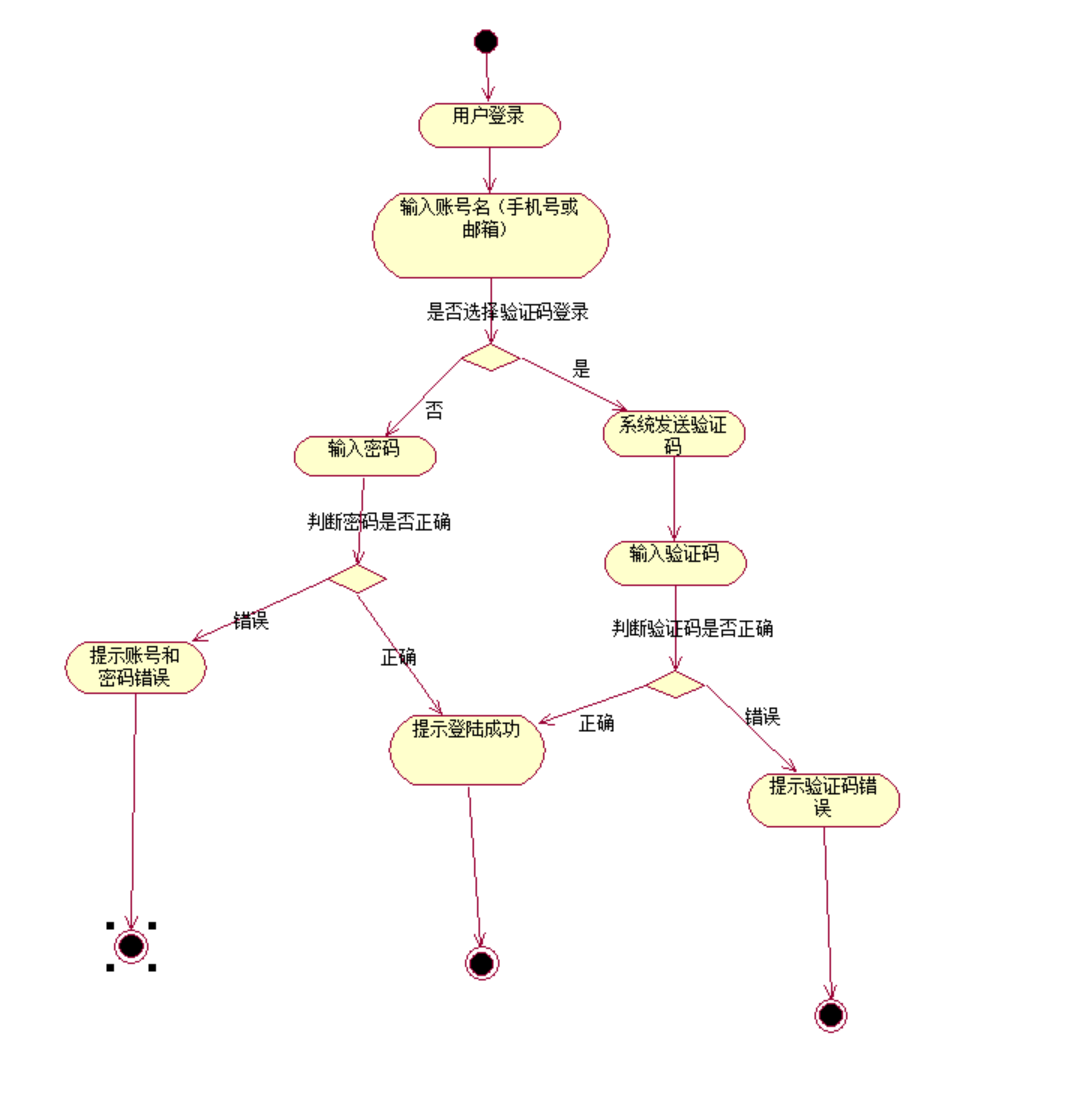 用户登录
输入账号名（手机号或
邮箱）
是否选择验证码登录
是
否
系统发送验证
码
输入密码
判断密码是否正确
输入验证码
错误
判断验证码是否正确
提示账号和
密码错误
正确
提示登陆成功
正确
错误
提示验证码错
误